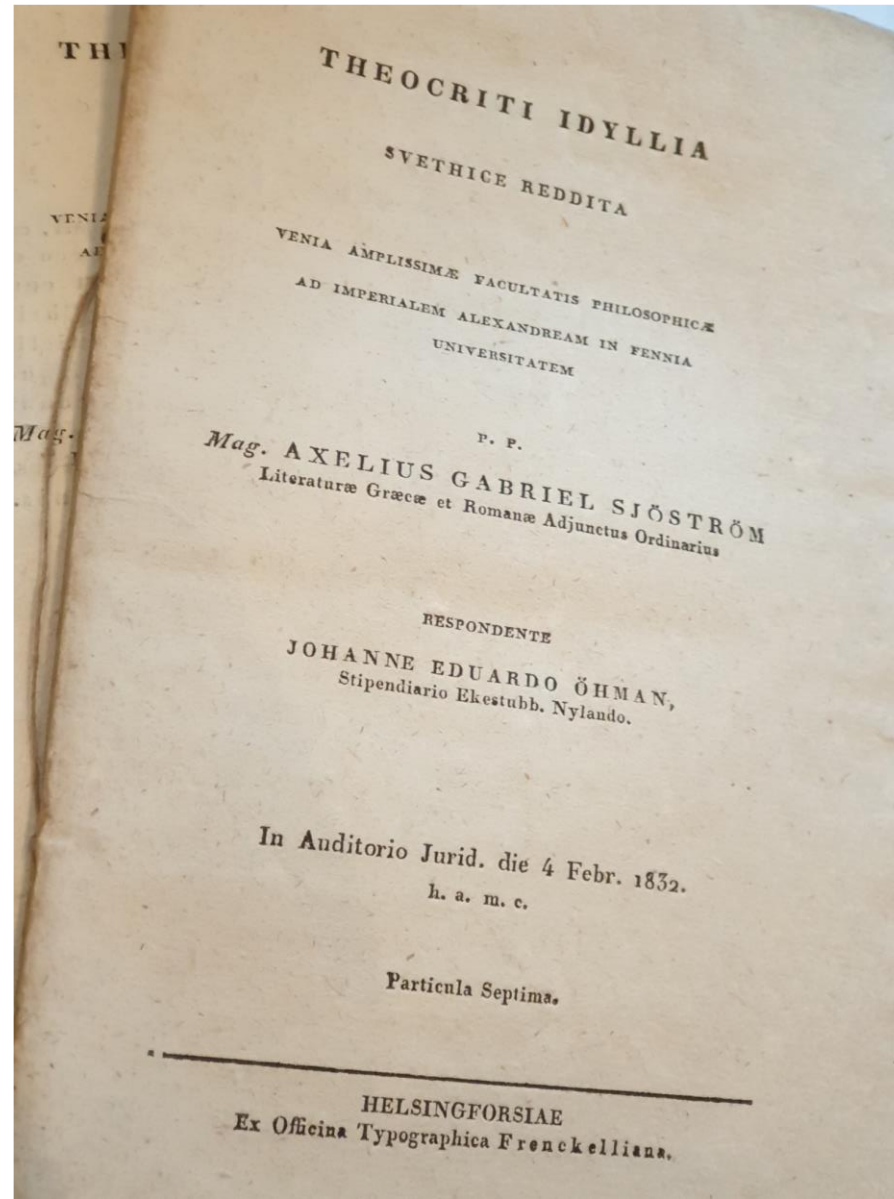 THEOCRITI IDYLLIA
SVETHICE REDDITA
VENIA AMPLISSIMÆ FACULTATIS PHILOSOPHICÆ
AD IMPERIALEM ALEXANDREAM IN FENNIA
UNIVERSITATEM
P. P.
Mag. AXELIUS GABRIEL SJÖSTRÖM
Literaturæ Græcæ et Romanæ Adjunctus Ordinarius
RESPONDENTE
JOHANNE EDUARDO ÖHMAN,
Stipendiario Ekestubb. Nylando.
In Auditorio Jurid. die 4 Febr. 1832.
h. a. m. c.
Particula Septima.
HELSINGFORSIAE
Ex Officina Typographica Frenckelliana.